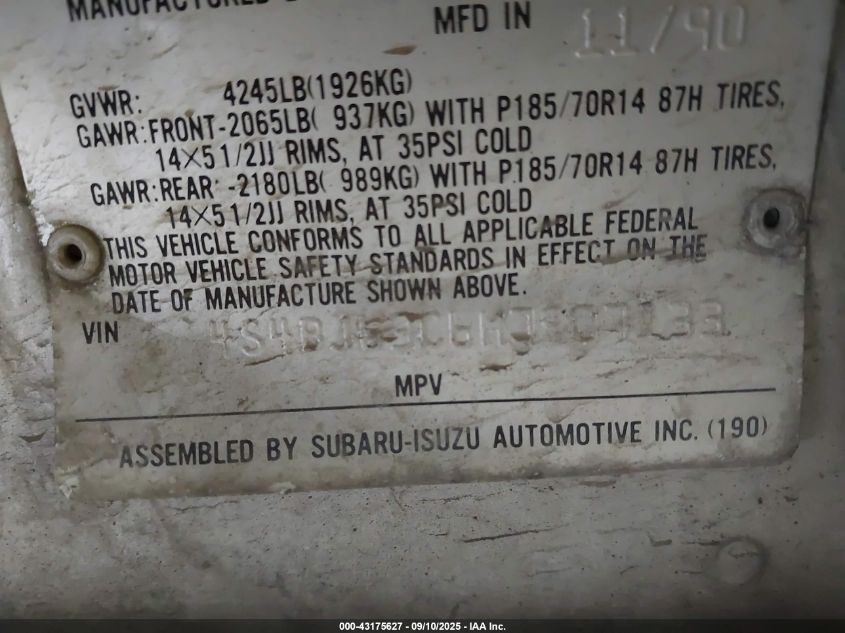 MANUFACTURED
MFD IN 11/90
GVWR: 4245LB(1926KG)
GAWR:FRONT-2065LB( 937KG) WITH P185/70R14 87H TIRES,
14×51/2JJ RIMS, AT 35PSI COLD
GAWR:REAR -2180LB( 989KG) WITH P185/70R14 87H TIRES,
14×51/2JJ RIMS, AT 35PSI COLD
THIS VEHICLE CONFORMS TO ALL APPLICABLE FEDERAL
MOTOR VEHICLE SAFETY STANDARDS IN EFFECT ON THE
DATE OF MANUFACTURE SHOWN ABOVE.
VIN
MPV
ASSEMBLED BY SUBARU-ISUZU AUTOMOTIVE INC. (190)
000-43175627 - 09/10/2025 - IAA Inc.